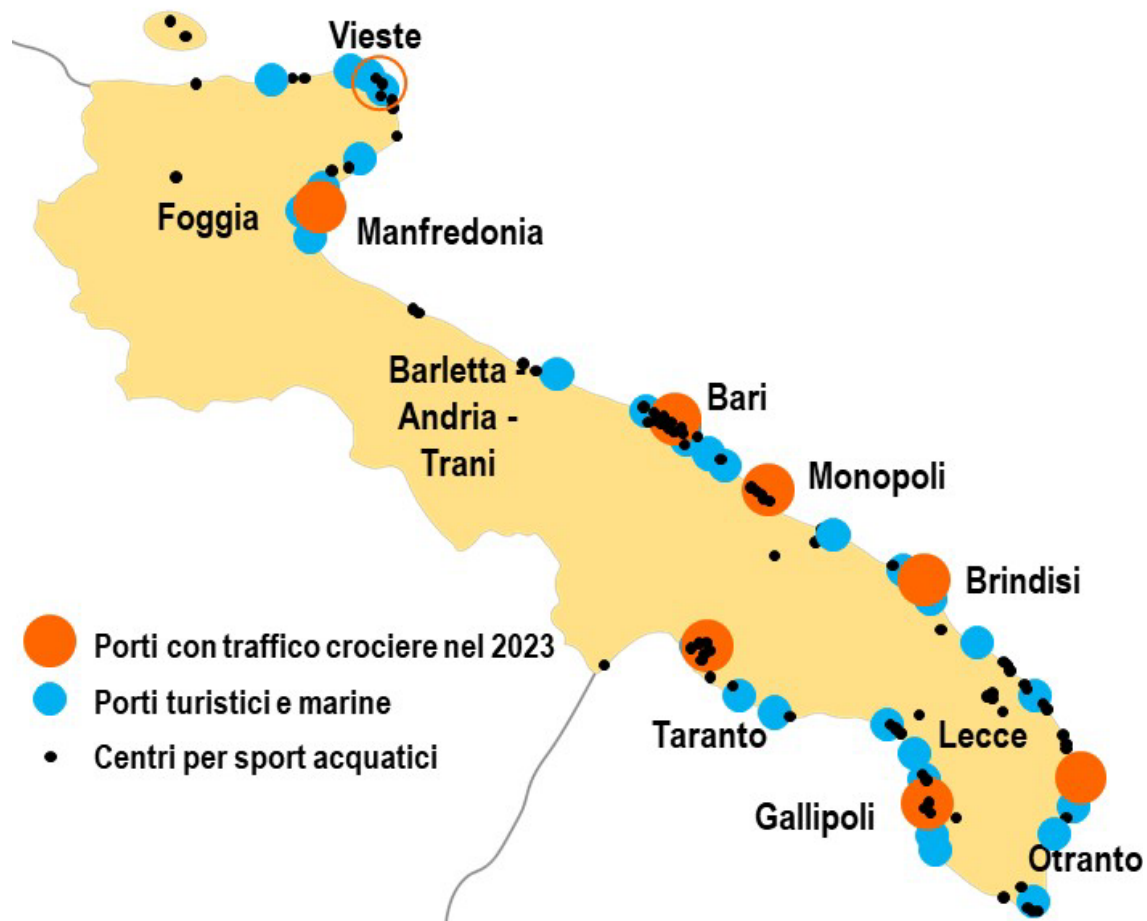 Vieste
Foggia
Manfredonia
Barletta -
Andria -
Trani
Bari
Monopoli
Brindisi
Porti con traffico crociere nel 2023
Porti turistici e marine
Centri per sport acquatici
Taranto
Lecce
Gallipoli
Otranto